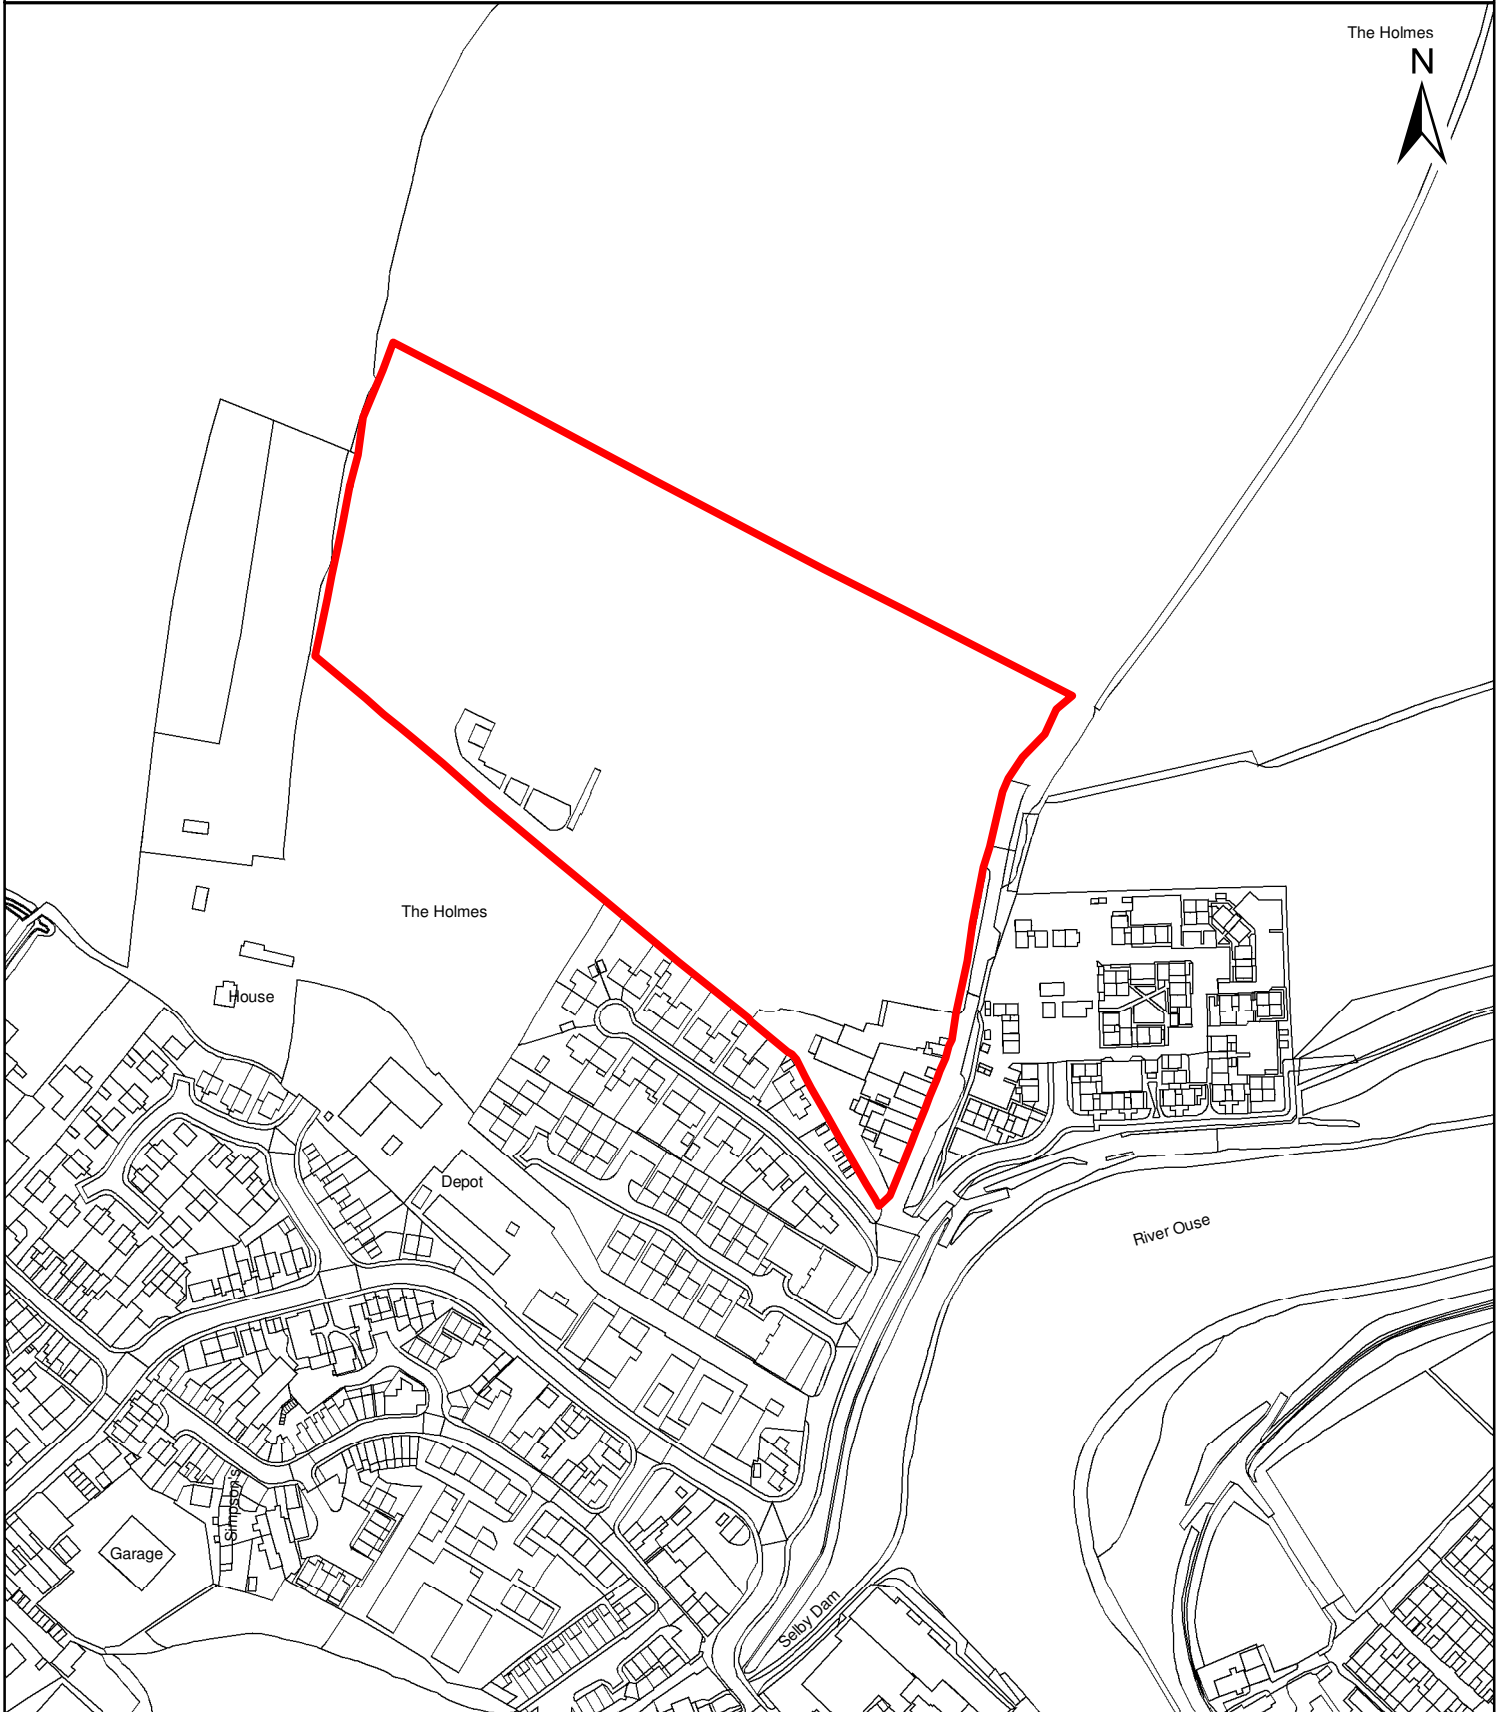 The Holmes
N
The Holmes
House
Depot
River Ouse
Simpson's
Garage
Selby Dam